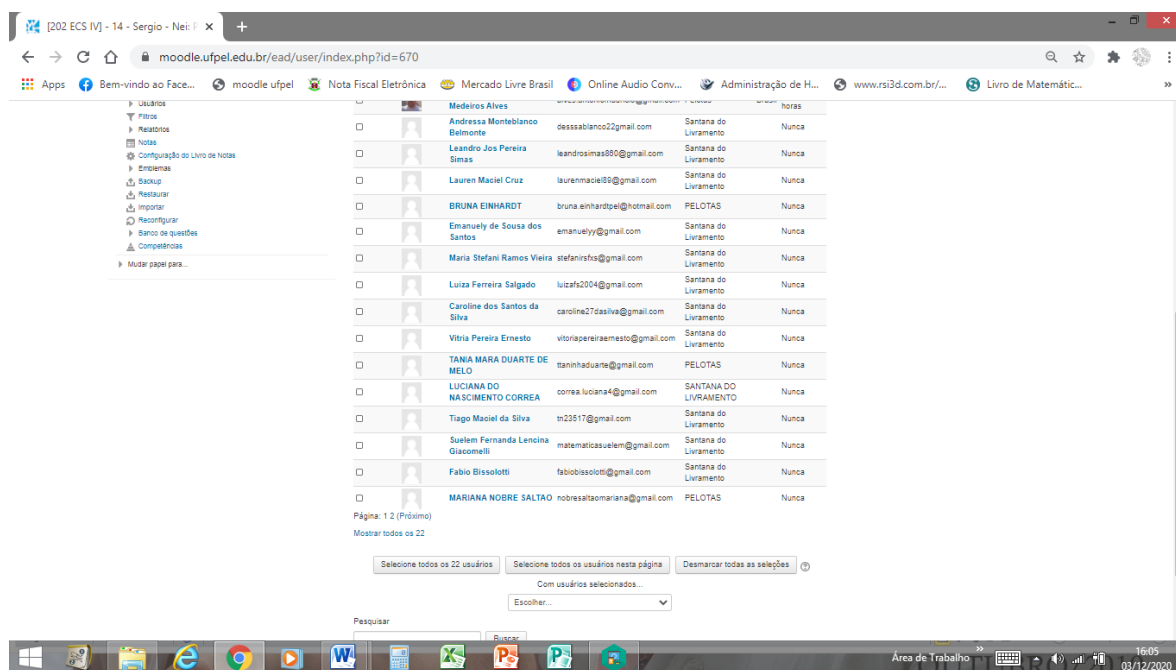 [202 ECS IV] - 14 - Sergio - Nei: P
moodle.ufpel.edu.br/ead/user/index.php?id=670
Apps Bem-vindo ao Face... moodle ufpel Nota Fiscal Eletrônica Mercado Livre Brasil Online Audio Conv... Administração de H... www.rsi3d.com.br/... Livro de Matemátic... »
Usuários
Filtros
Relatórios
Notas
Configuração do Livro de Notas
Emblemas
Backup
Restaurar
Importar
Reconfigurar
Banco de questões
Competências
Mudar papel para...
Medeiros Alves
horas
Andressa Monteblanco Belmonte desssablanco22gmail.com Santana do Livramento Nunca
Leandro Jos Pereira Simas leandrosimas860@gmail.com Santana do Livramento Nunca
Lauren Maciel Cruz laurenmaciel89@gmail.com Santana do Livramento Nunca
BRUNA EINHARDT bruna.einhardtpel@hotmail.com PELOTAS Nunca
Emanuely de Sousa dos Santos emanuelyy@gmail.com Santana do Livramento Nunca
Maria Stefani Ramos Vieira stefanirsfxs@gmail.com Santana do Livramento Nunca
Luiza Ferreira Salgado luizafs2004@gmail.com Santana do Livramento Nunca
Caroline dos Santos da Silva caroline27dasilva@gmail.com Santana do Livramento Nunca
Vitria Pereira Ernesto vitoriapereiraernesto@gmail.com Santana do Livramento Nunca
TANIA MARA DUARTE DE MELO ttaninhaduarte@gmail.com PELOTAS Nunca
LUCIANA DO NASCIMENTO CORREA correa.luciana4@gmail.com SANTANA DO LIVRAMENTO Nunca
Tiago Maciel da Silva tn23517@gmail.com Santana do Livramento Nunca
Suelem Fernanda Lencina Giacomelli matematicasuelem@gmail.com Santana do Livramento Nunca
Fabio Bissolotti fabiobissolotti@gmail.com Santana do Livramento Nunca
MARIANA NOBRE SALTAO nobresaltaomariana@gmail.com PELOTAS Nunca
Página: 1 2 (Próximo)
Mostrar todos os 22
Selecione todos os 22 usuários Selecione todos os usuários nesta página Desmarcar todas as seleções
Com usuários selecionados...
Escolher...
Pesquisar
Buscar
Área de Trabalho »
16:05
03/12/2020